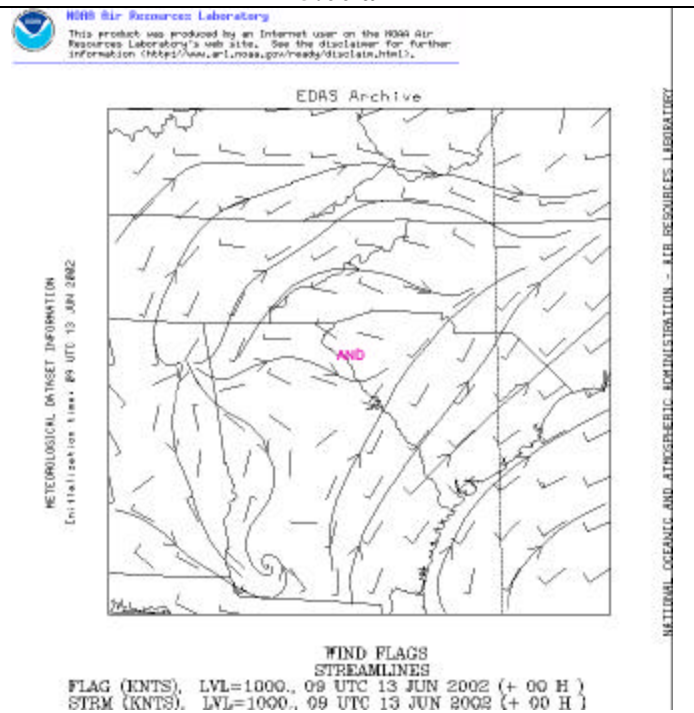 NOAA Air Resources Laboratory
This product was produced by an Internet user on the NOAA Air
Resources Laboratory's web site. See the disclaimer for further
information (http://www.arl.noaa.gov/ready/disclaim.html).
EDAS Archive
METEOROLOGICAL DATASET INFORMATION
Initialization time: 09 UTC 13 JUN 2002
AND
NATIONAL OCEANIC AND ATMOSPHERIC ADMINISTRATION - AIR RESOURCES LABORATORY
WIND FLAGS
STREAMLINES
FLAG (KNTS), LVL=1000., 09 UTC 13 JUN 2002 (+ 00 H )
STRM (KNTS), LVL=1000., 09 UTC 13 JUN 2002 (+ 00 H )